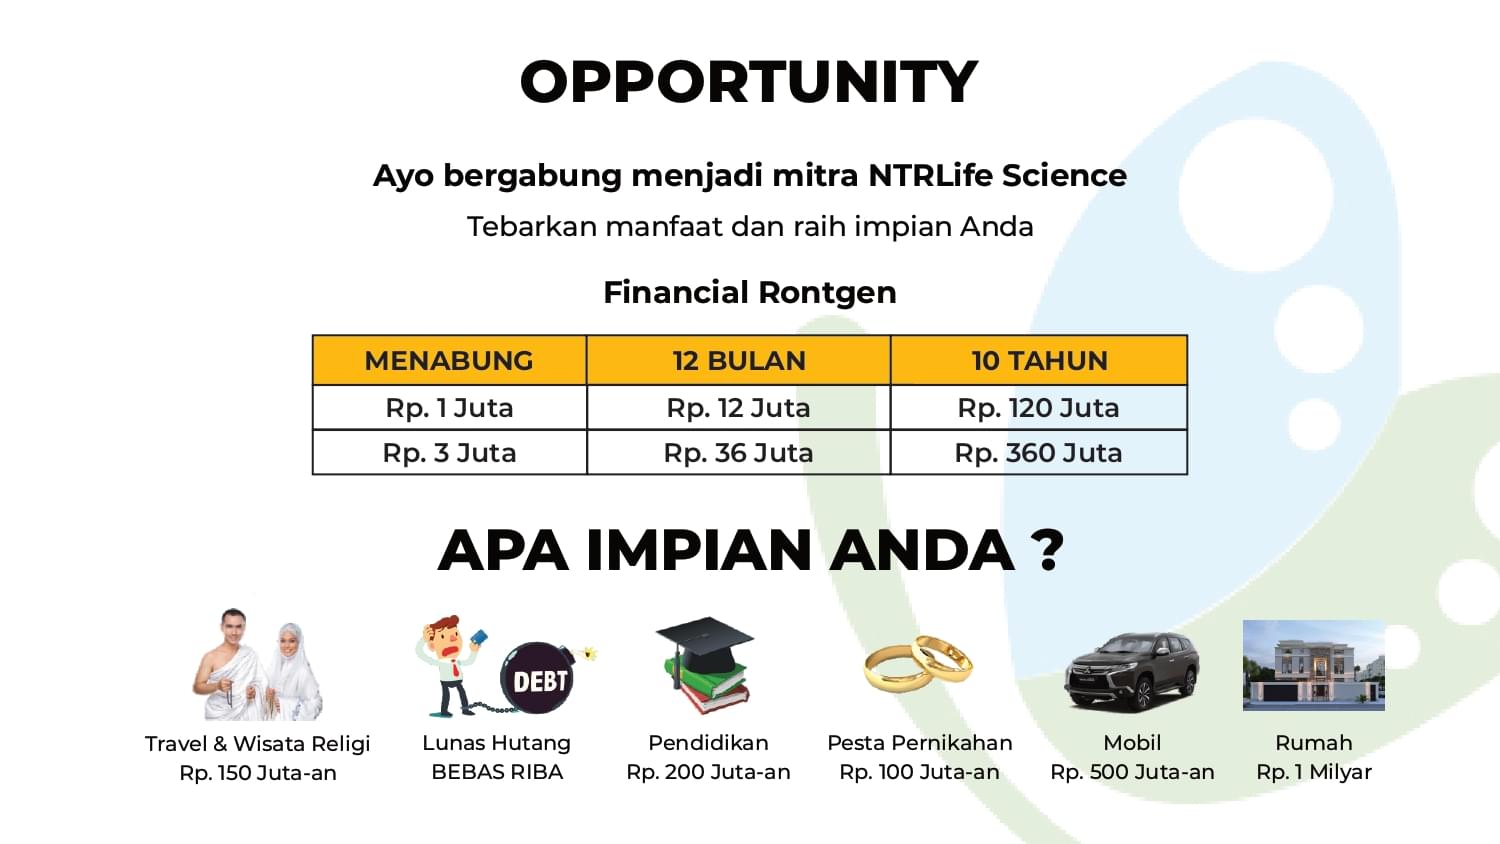 OPPORTUNITY
Ayo bergabung menjadi mitra NTRLife Science
Tebarkan manfaat dan raih impian Anda
Financial Rontgen
MENABUNG 12 BULAN 10 TAHUN
Rp. 1 Juta Rp. 12 Juta Rp. 120 Juta
Rp. 3 Juta Rp. 36 Juta Rp. 360 Juta
APA IMPIAN ANDA ?
DEBT
Travel & Wisata Religi
Rp. 150 Juta-an
Lunas Hutang
BEBAS RIBA
Pendidikan
Rp. 200 Juta-an
Pesta Pernikahan
Rp. 100 Juta-an
Mobil
Rp. 500 Juta-an
Rumah
Rp. 1 Milyar